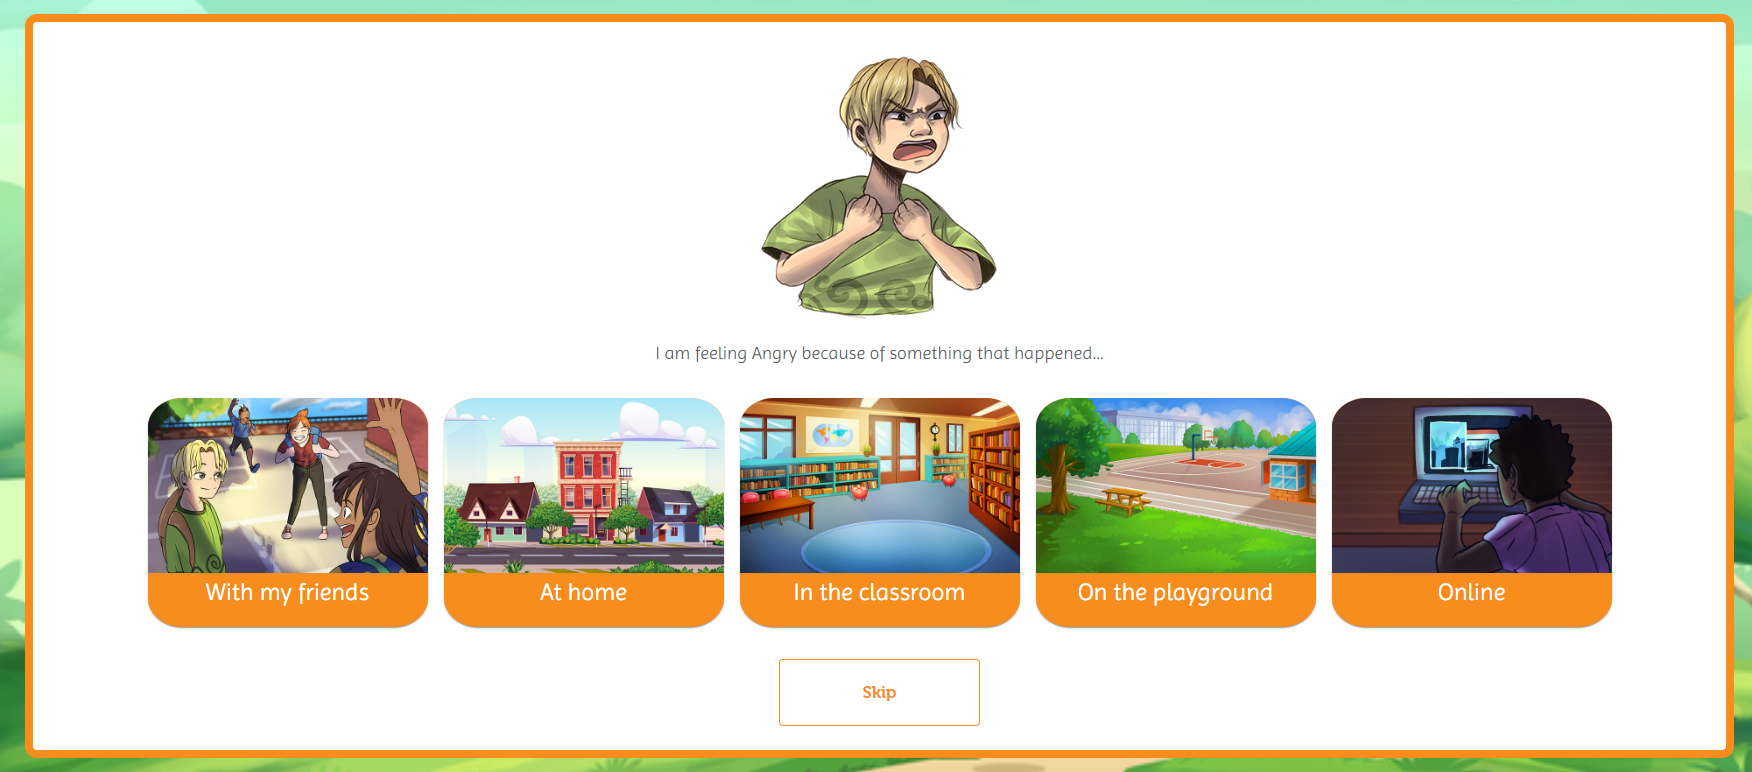 I am feeling Angry because of something that happened...
With my friends
At home
In the classroom
On the playground
Online
Skip